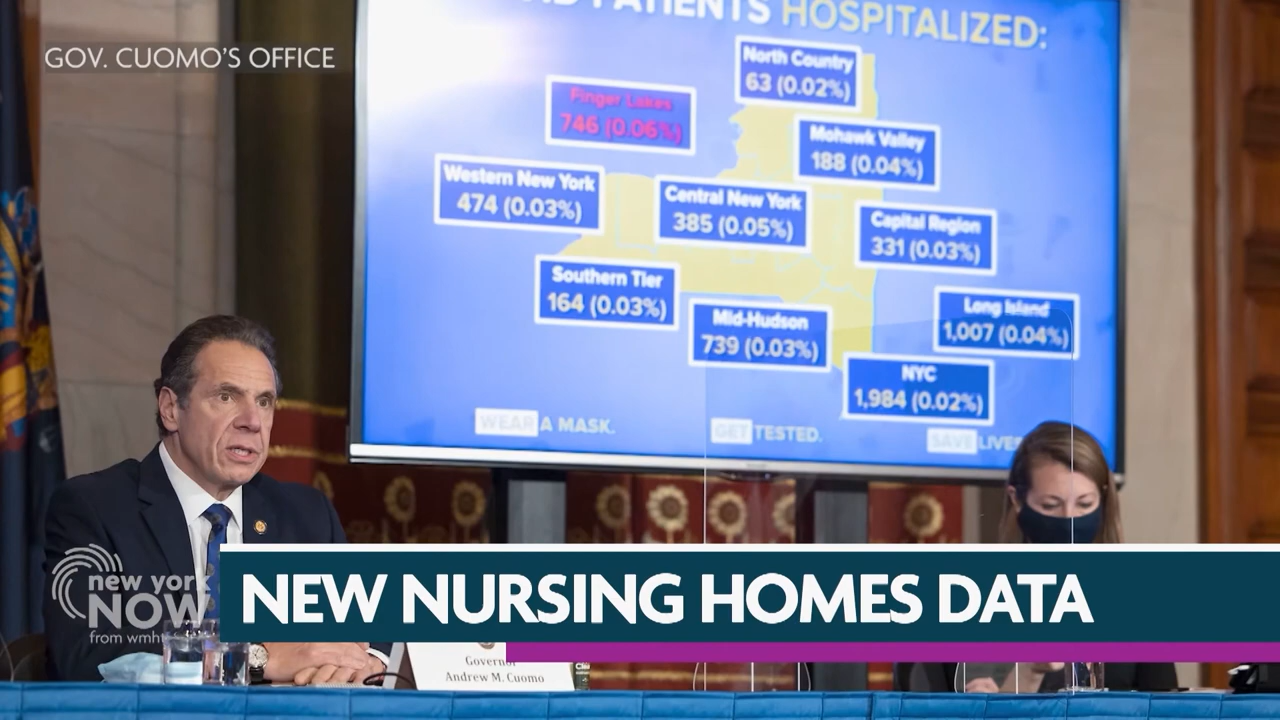 PATIENTS HOSPITALIZED:
GOV. CUOMO'S OFFICE
North Country
63 (0.02%)
Finger Lakes
746 (0.06%)
Mohawk Valley
188 (0.04%)
Western New York
474 (0.03%)
Central New York
385 (0.05%)
Capital Region
331 (0.03%)
Southern Tier
164 (0.03%)
Long Island
1,007 (0.04%)
Mid-Hudson
739 (0.03%)
NYC
1,984 (0.02%)
WEAR A MASK.
GET TESTED.
SAVE LIVES
new york
NOW
from wmht
NEW NURSING HOMES DATA
Governor
Andrew M. Cuomo